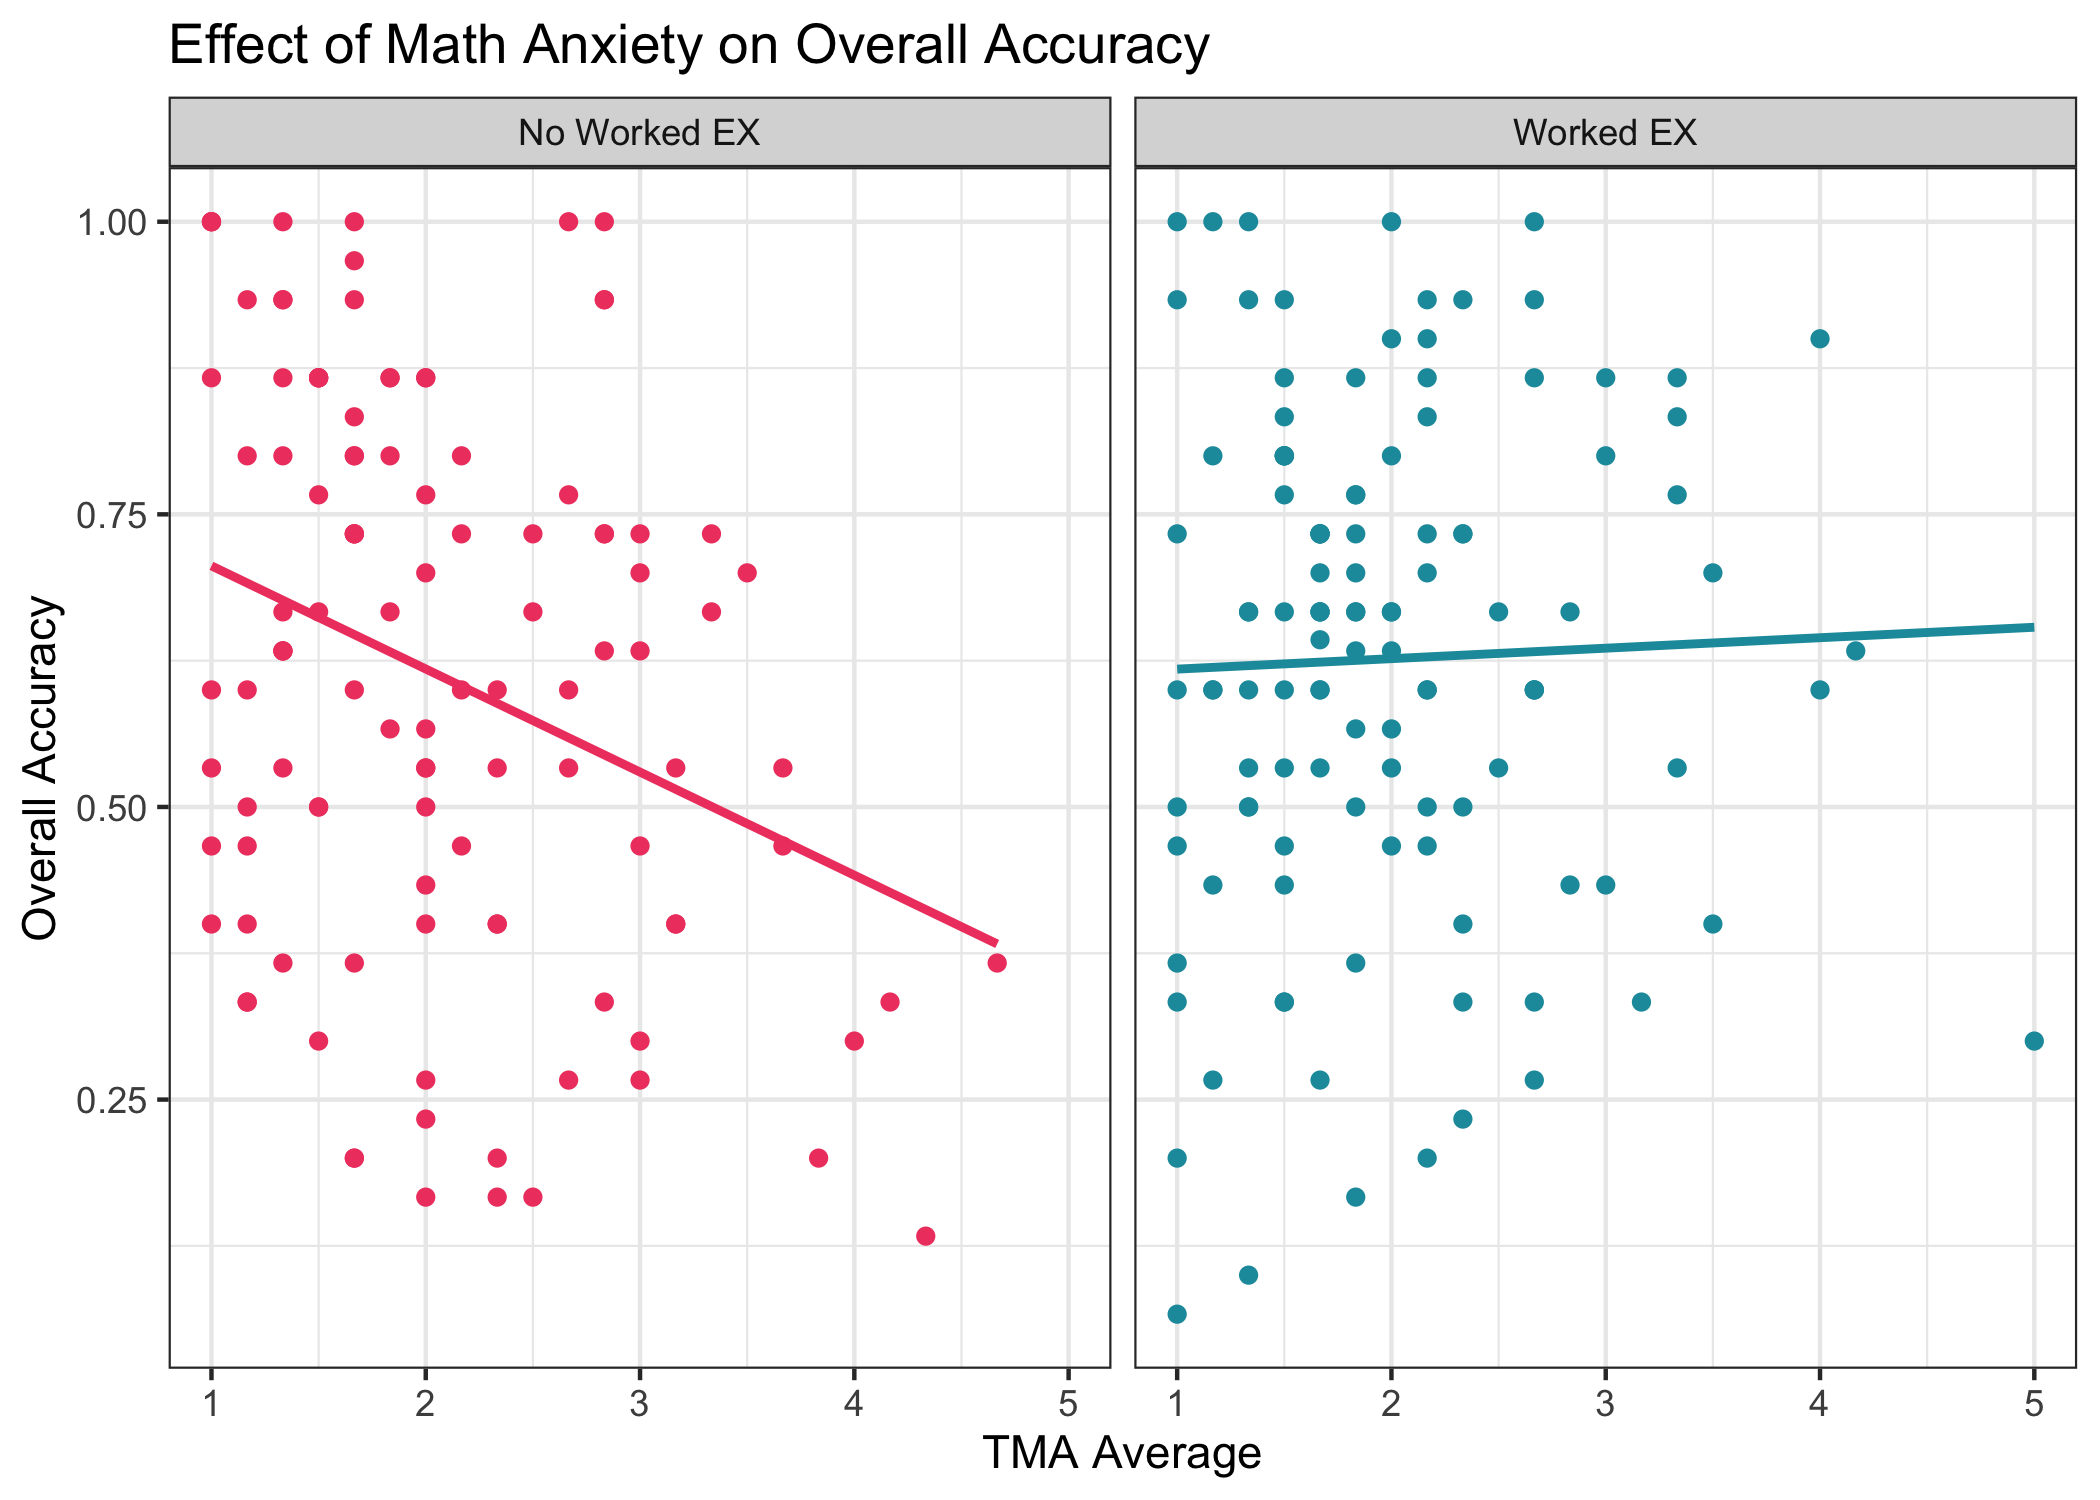 Effect of Math Anxiety on Overall Accuracy
No Worked EX
Worked EX
Overall Accuracy
1.00
0.75
0.50
0.25
1 2 3 4 5
1 2 3 4 5
TMA Average